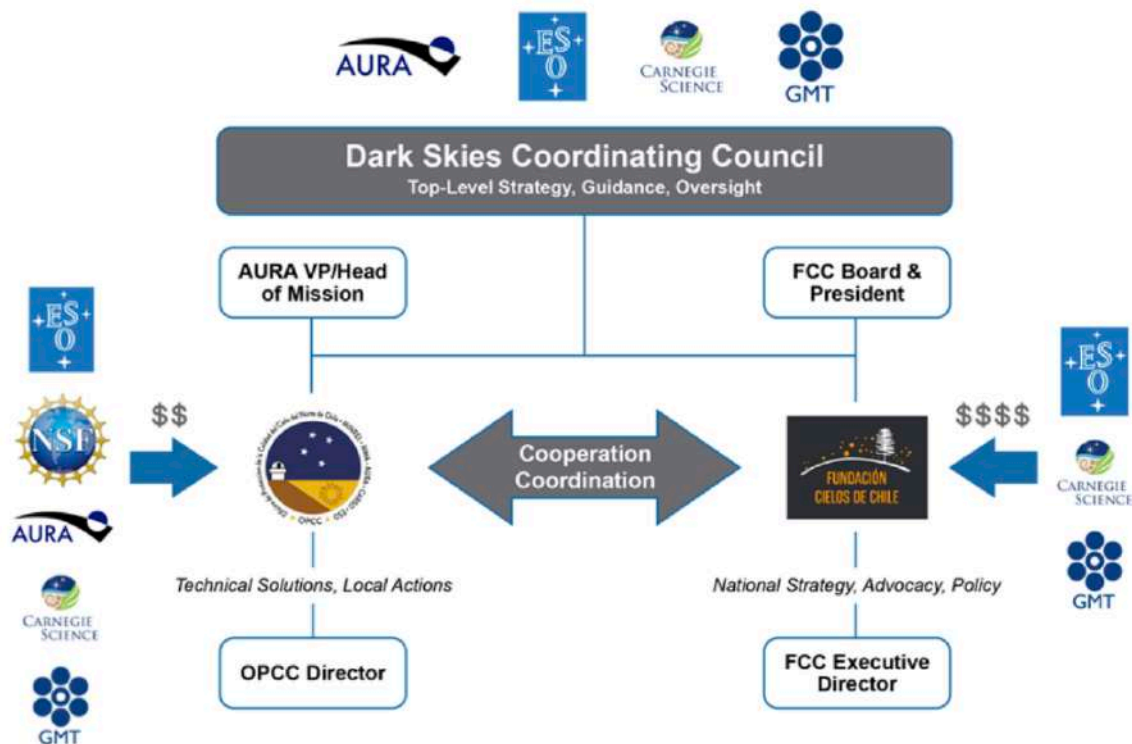 AURA
ESO
CARNEGIE
SCIENCE
GMT
Dark Skies Coordinating Council
Top-Level Strategy, Guidance, Oversight
AURA VP/Head
of Mission
FCC Board &
President
ESO
NSF
AURA
CARNEGIE
SCIENCE
GMT
$$
OPCC
Cooperation
Coordination
FUNDACIÓN
CIELOS DE CHILE
$$$$
ESO
CARNEGIE
SCIENCE
GMT
Technical Solutions, Local Actions
National Strategy, Advocacy, Policy
OPCC Director
FCC Executive
Director